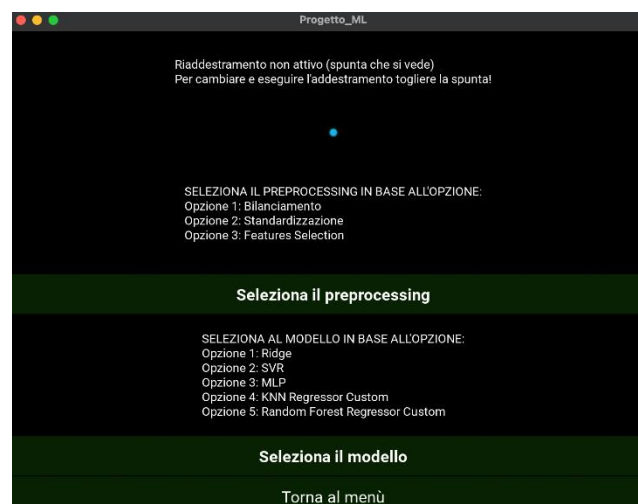 Progetto_ML
Riaddestramento non attivo (spunta che si vede)
Per cambiare e eseguire l'addestramento togliere la spunta!
SELEZIONA IL PREPROCESSING IN BASE ALL'OPZIONE:
Opzione 1: Bilanciamento
Opzione 2: Standardizzazione
Opzione 3: Features Selection
Seleziona il preprocessing
SELEZIONA AL MODELLO IN BASE ALL'OPZIONE:
Opzione 1: Ridge
Opzione 2: SVR
Opzione 3: MLP
Opzione 4: KNN Regressor Custom
Opzione 5: Random Forest Regressor Custom
Seleziona il modello
Torna al menù